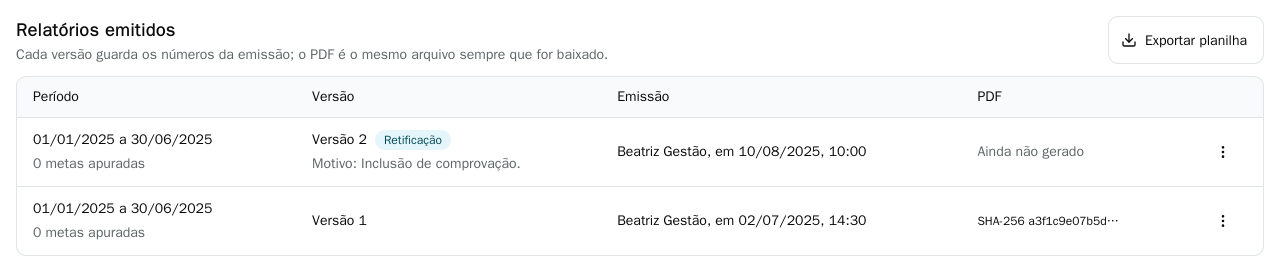 Relatórios emitidos
Cada versão guarda os números da emissão; o PDF é o mesmo arquivo sempre que for baixado.
Exportar planilha
Período Versão Emissão PDF
01/01/2025 a 30/06/2025
0 metas apuradas
Versão 2 Retificação
Motivo: Inclusão de comprovação.
Beatriz Gestão, em 10/08/2025, 10:00
Ainda não gerado
01/01/2025 a 30/06/2025
0 metas apuradas
Versão 1
Beatriz Gestão, em 02/07/2025, 14:30
SHA-256 a3f1c9e07b5d…